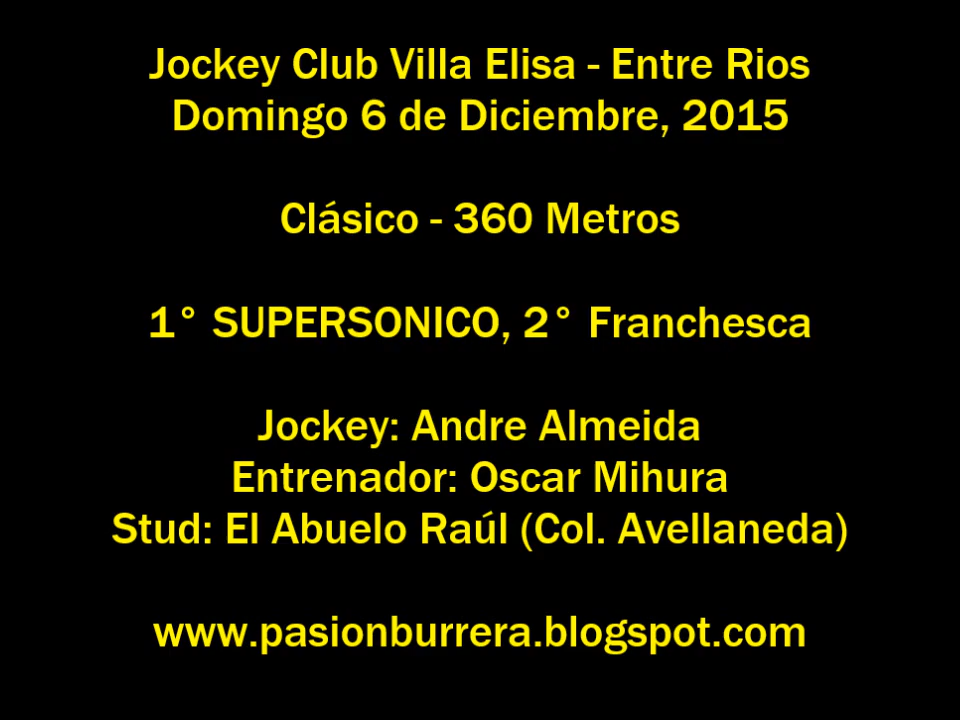 Jockey Club Villa Elisa - Entre Rios
Domingo 6 de Diciembre, 2015
Clásico - 360 Metros
1° SUPERSONICO, 2° Franchesca
Jockey: Andre Almeida
Entrenador: Oscar Mihura
Stud: El Abuelo Raúl (Col. Avellaneda)
www.pasionburrera.blogspot.com